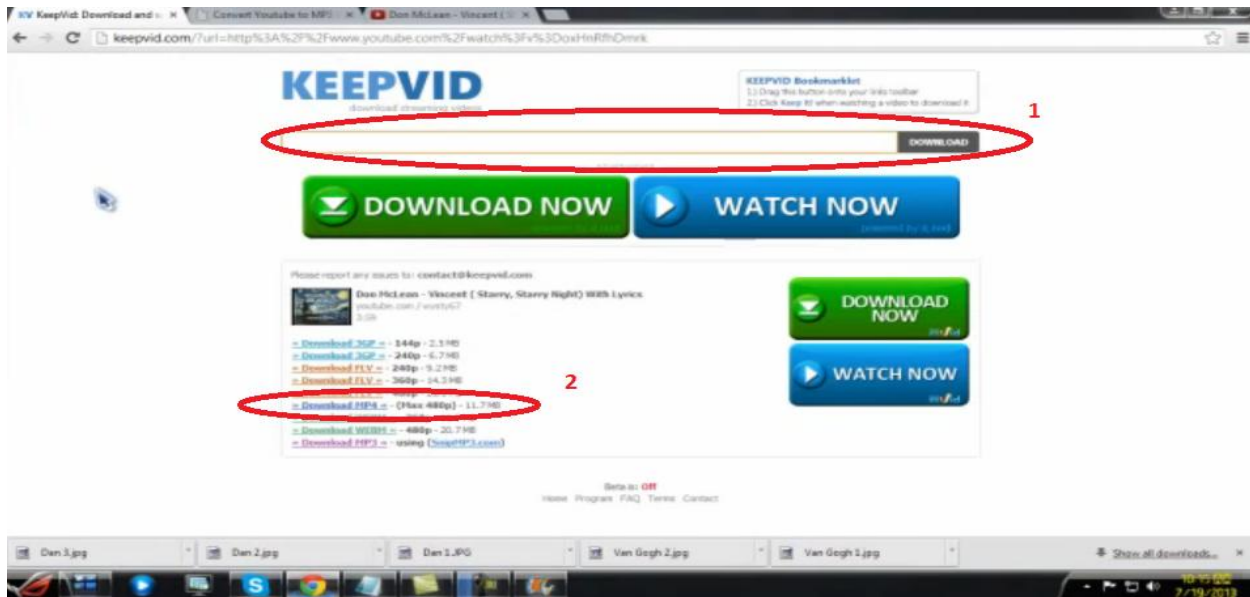 KeepVid: Download and
Convert Youtube to MP3
Don McLean - Vincent (
keepvid.com/?url=http%3A%2F%2Fwww.youtube.com%2Fwatch%3Fv%3DoxHnRfhDmrk
KEEPVID
download streaming videos
KEEPVID Bookmarklet
1.) Drag this button onto your links toolbar
2.) Click Keep It! when watching a video to download it
1
DOWNLOAD
DOWNLOAD NOW
WATCH NOW
Please report any issues to: contact@keepvid.com
Don McLean - Vincent ( Starry, Starry Night) With Lyrics
youtube.com /
3:59
DOWNLOAD
NOW
» Download 3GP « - 144p - 2.5 MB
» Download 3GP « - 240p - 6.7 MB
» Download FLV « - 240p - 9.2 MB
» Download FLV « - 360p - 14.3 MB
WATCH NOW
2
» Download MP4 « - (Max 480p) - 11.7 MB
» Download WEBM « - 480p - 20.7 MB
» Download MP3 « - using (SnipMP3.com)
Beta is: Off
Home Program FAQ Terms Contact
Dan 3.jpg
Dan 2.jpg
Dan 1.JPG
Van Gogh 2.jpg
Van Gogh 1.jpg
Show all downloads...
7/19/2013